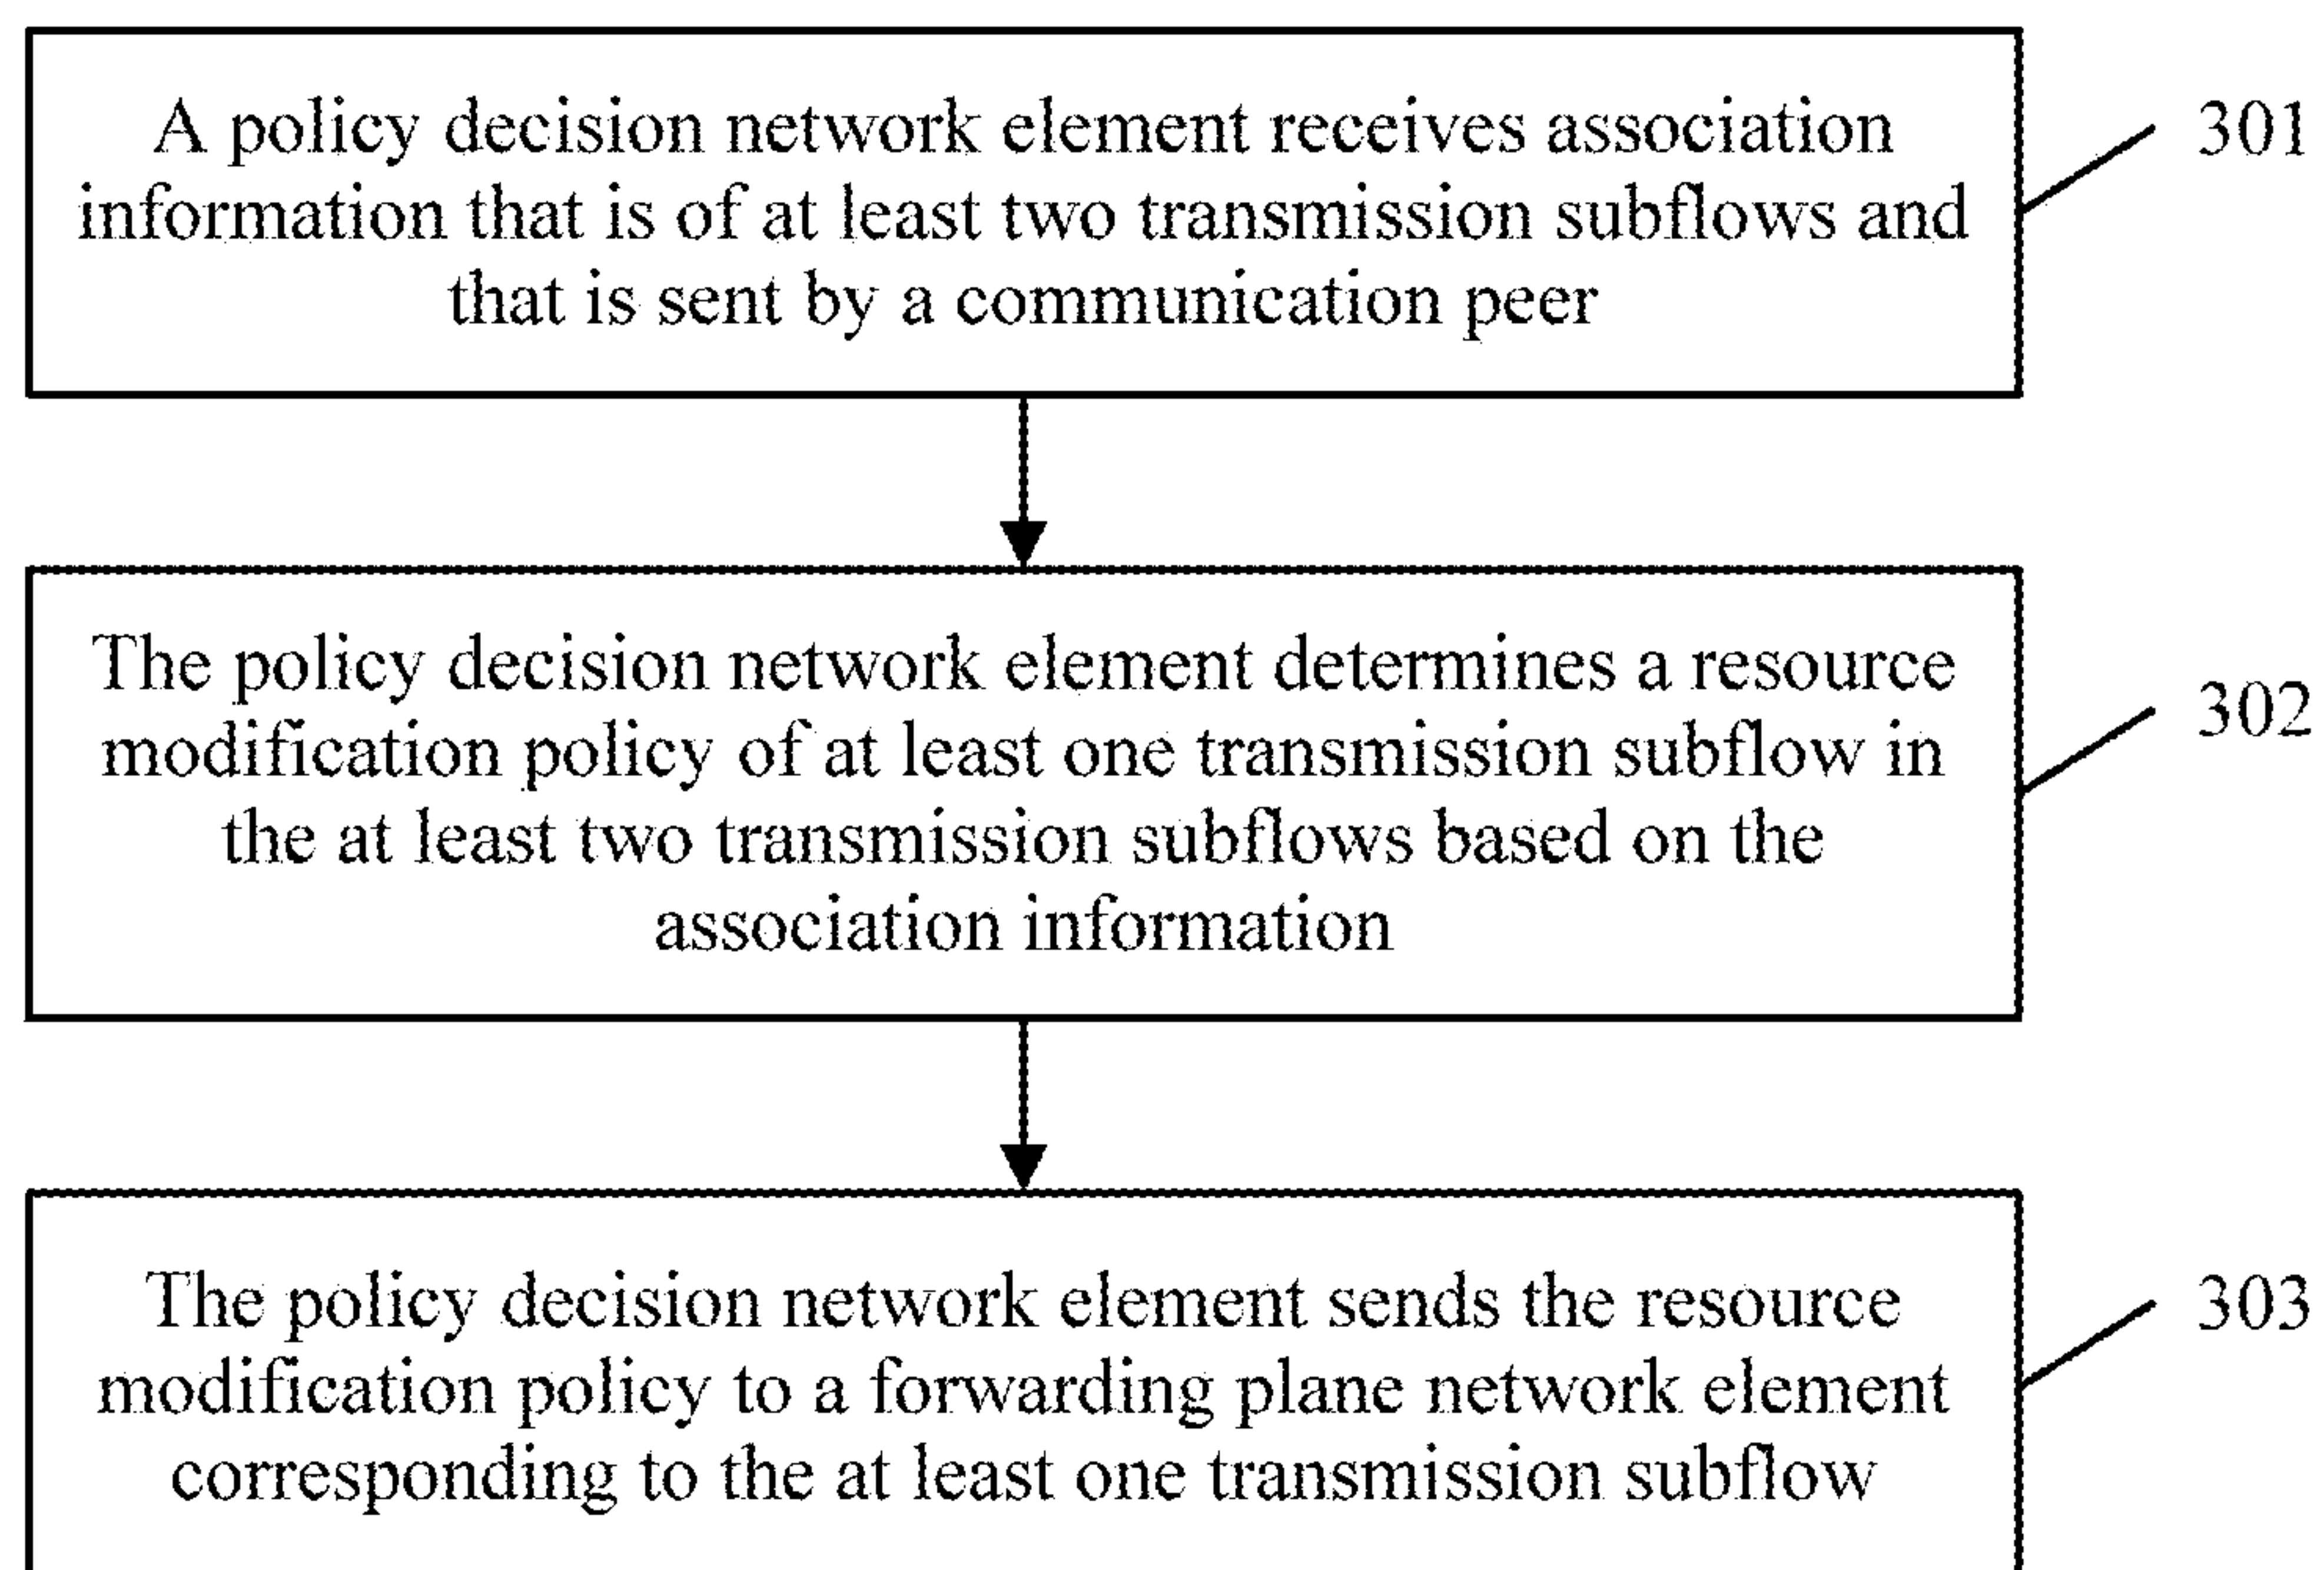 A policy decision network element receives association
information that is of at least two transmission subflows and
that is sent by a communication peer
301
The policy decision network element determines a resource
modification policy of at least one transmission subflow in
the at least two transmission subflows based on the
association information
302
The policy decision network element sends the resource
modification policy to a forwarding plane network element
corresponding to the at least one transmission subflow
303